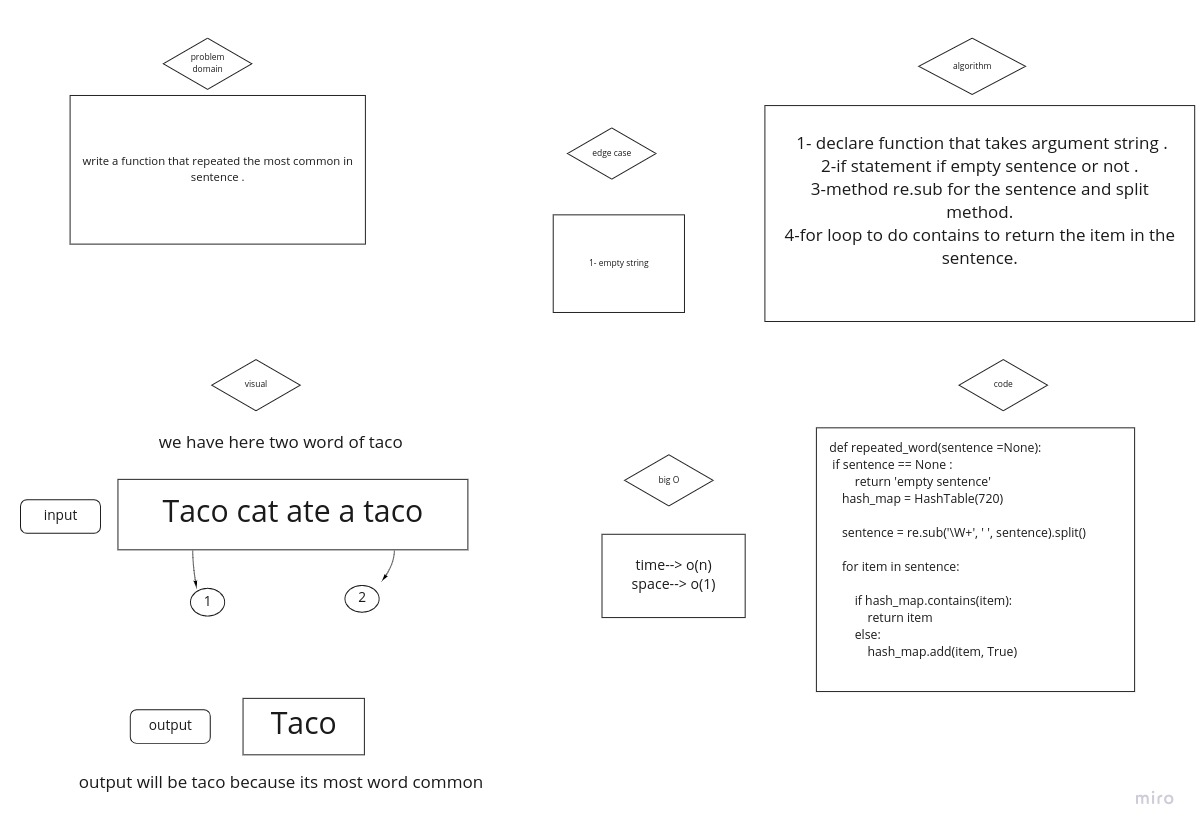 problem
domain
write a function that repeated the most common in
sentence .
edge case
1- empty string
algorithm
1- declare function that takes argument string .
2-if statement if empty sentence or not .
3-method re.sub for the sentence and split
method.
4-for loop to do contains to return the item in the
sentence.
visual
we have here two word of taco
input
Taco cat ate a taco
1
2
output
Taco
output will be taco because its most word common
big O
time--> o(n)
space--> o(1)
code
def repeated_word(sentence =None):
if sentence == None :
return 'empty sentence'
hash_map = HashTable(720)
sentence = re.sub('\W+', ' ', sentence).split()
for item in sentence:
if hash_map.contains(item):
return item
else:
hash_map.add(item, True)
miro